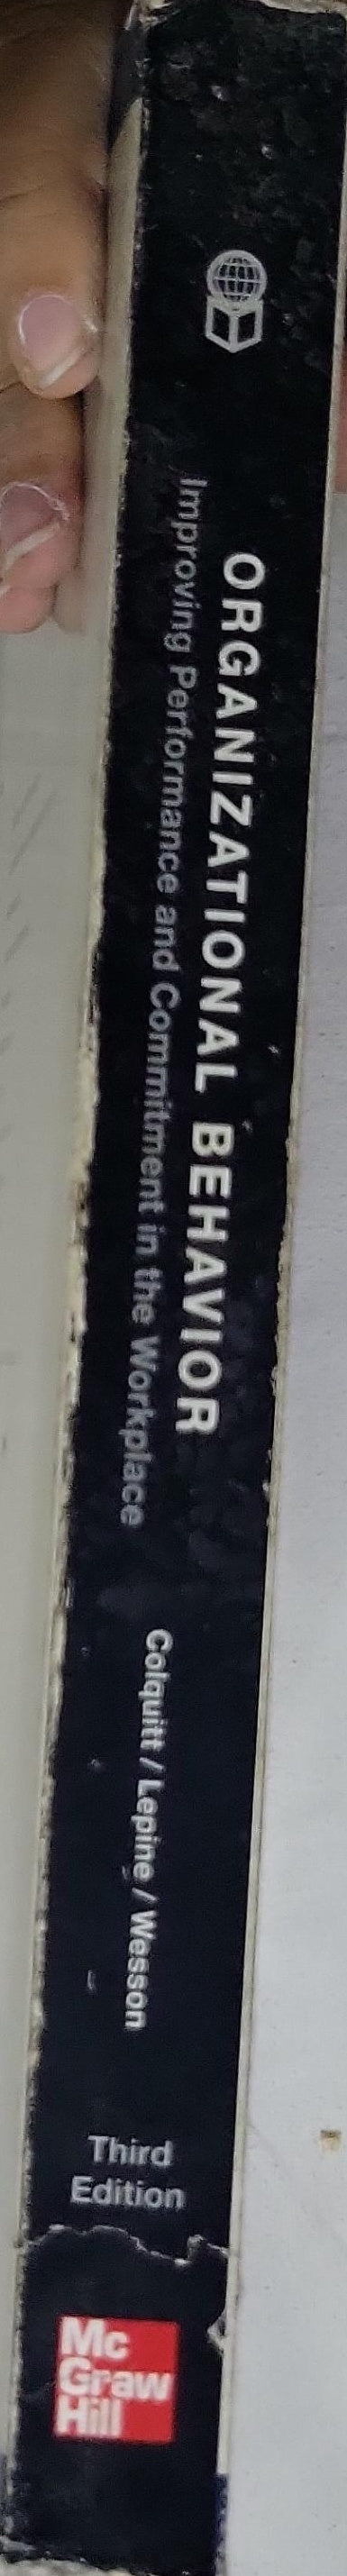 ORGANIZATIONAL BEHAVIOR
Improving Performance and Commitment in the Workplace
Colquitt / Lepine / Wesson
Third
Edition
Mc
Graw
Hill